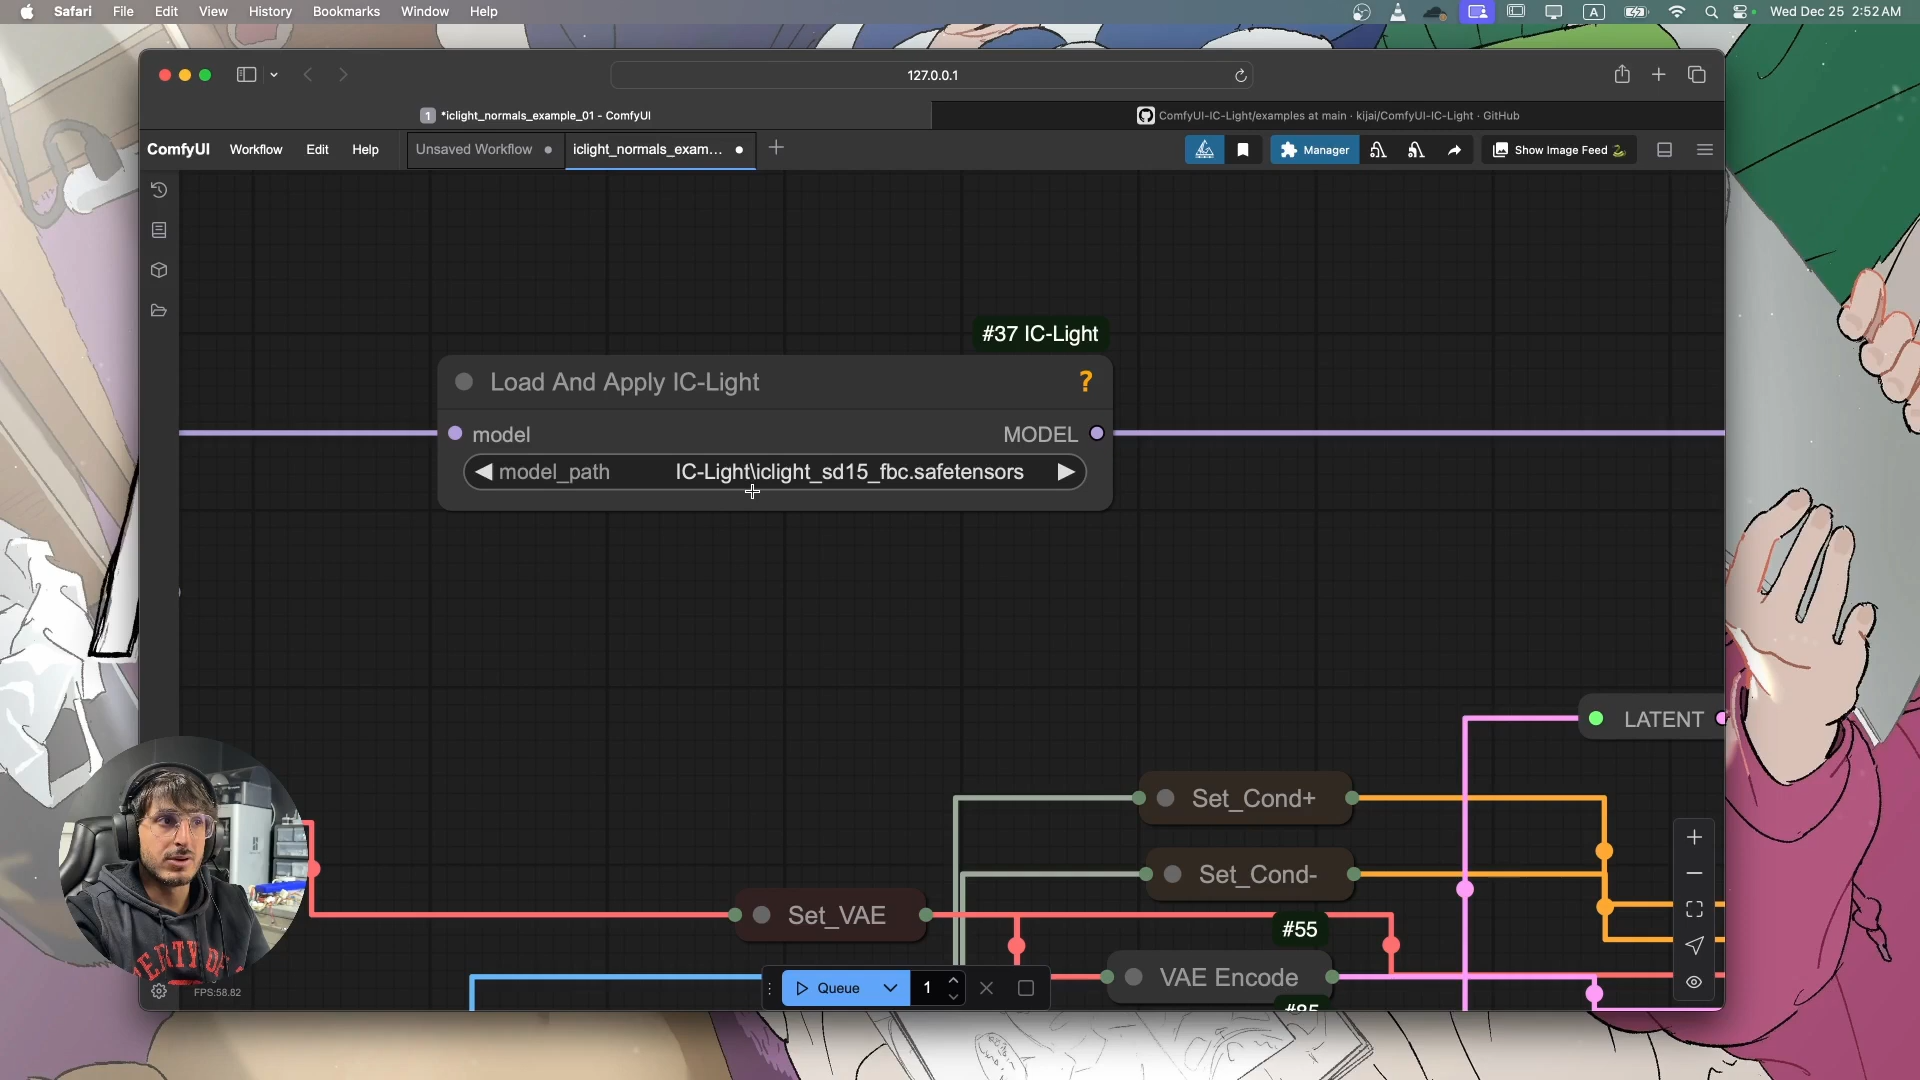 Safari File Edit View History Bookmarks Window Help
A
Wed Dec 25 2:52 AM
127.0.0.1
1 *iclight_normals_example_01 - ComfyUI
ComfyUI-IC-Light/examples at main · kijai/ComfyUI-IC-Light · GitHub
ComfyUI Workflow Edit Help
Unsaved Workflow
iclight_normals_exam...
Manager
Show Image Feed
#37 IC-Light
Load And Apply IC-Light ?
model MODEL
model_path IC-Light\iclight_sd15_fbc.safetensors
LATENT
Set_Cond+
Set_Cond-
Set_VAE
#55
VAE Encode
Queue 1
FPS:58.82